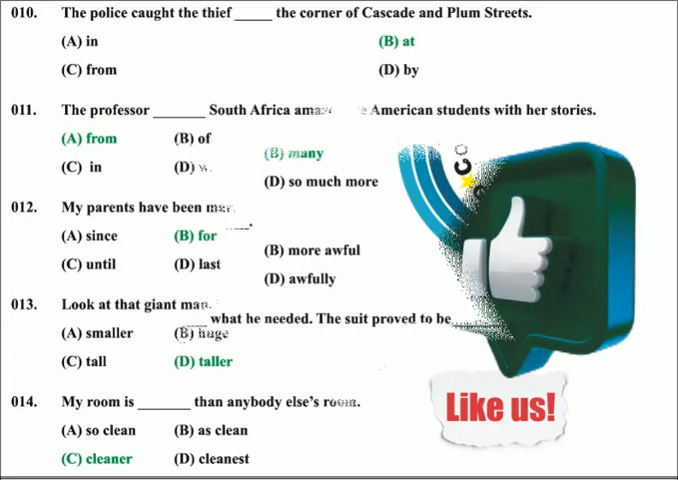 010. The police caught the thief _____ the corner of Cascade and Plum Streets.
(A) in (B) at
(C) from (D) by
011. The professor _______ South Africa American students with her stories.
(A) from (B) of
(B) many
(C) in (D)
(D) so much more
012. My parents have been
(A) since (B) for
(B) more awful
(C) until (D) last
(D) awfully
013. Look at that giant man.
what he needed. The suit proved to be______
(A) smaller (B) huge
(C) tall (D) taller
014. My room is _______ than anybody else's room.
(A) so clean (B) as clean
(C) cleaner (D) cleanest
Like us!